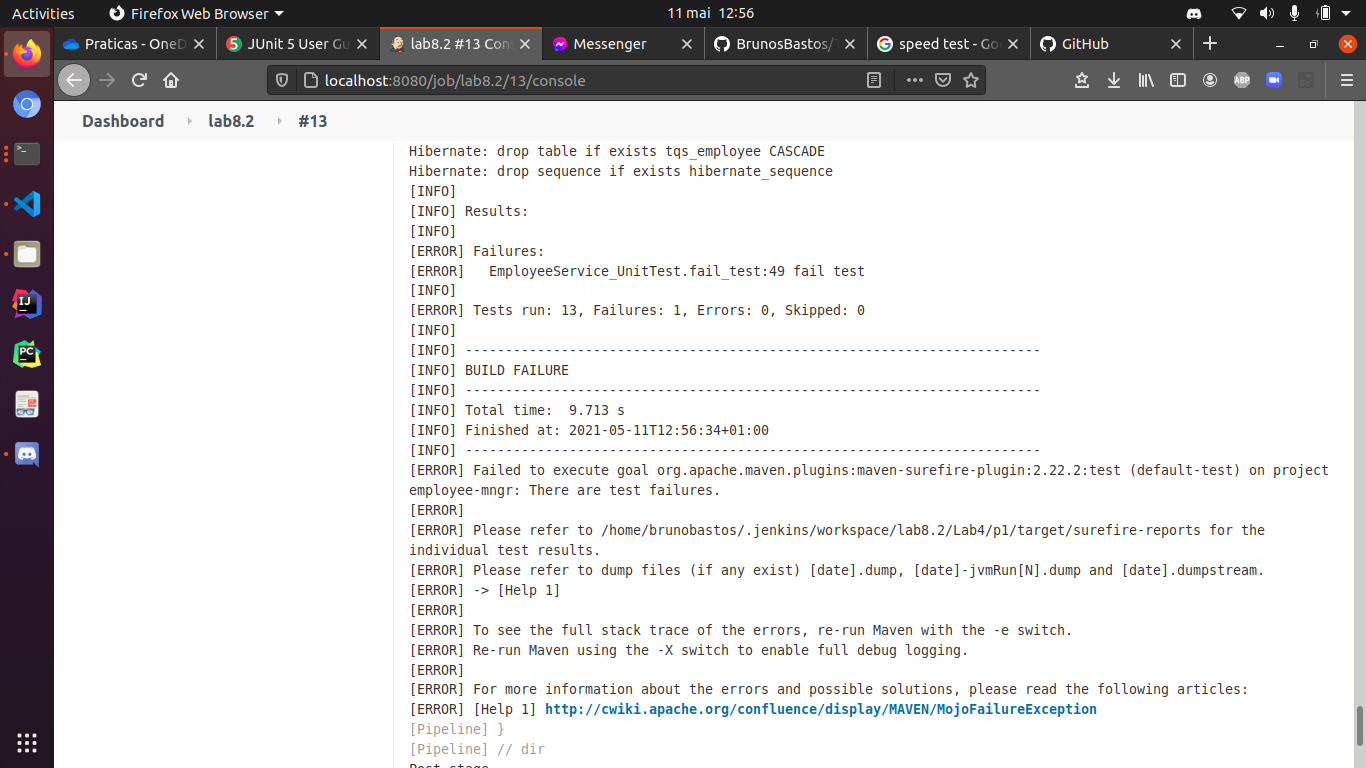 Activities
Firefox Web Browser
11 mai 12:56
Praticas - OneD
JUnit 5 User Gu
lab8.2 #13 Cons
Messenger
BrunosBastos/
speed test - Go
GitHub
localhost:8080/job/lab8.2/13/console
ABP
Dashboard
lab8.2
#13
Hibernate: drop table if exists tqs_employee CASCADE
Hibernate: drop sequence if exists hibernate_sequence
[INFO]
[INFO] Results:
[INFO]
[ERROR] Failures:
[ERROR]   EmployeeService_UnitTest.fail_test:49 fail test
[INFO]
[ERROR] Tests run: 13, Failures: 1, Errors: 0, Skipped: 0
[INFO]
[INFO] ------------------------------------------------------------------------
[INFO] BUILD FAILURE
[INFO] ------------------------------------------------------------------------
[INFO] Total time:  9.713 s
[INFO] Finished at: 2021-05-11T12:56:34+01:00
[INFO] ------------------------------------------------------------------------
[ERROR] Failed to execute goal org.apache.maven.plugins:maven-surefire-plugin:2.22.2:test (default-test) on project
employee-mngr: There are test failures.
[ERROR]
[ERROR] Please refer to /home/brunobastos/.jenkins/workspace/lab8.2/Lab4/p1/target/surefire-reports for the
individual test results.
[ERROR] Please refer to dump files (if any exist) [date].dump, [date]-jvmRun[N].dump and [date].dumpstream.
[ERROR] -> [Help 1]
[ERROR]
[ERROR] To see the full stack trace of the errors, re-run Maven with the -e switch.
[ERROR] Re-run Maven using the -X switch to enable full debug logging.
[ERROR]
[ERROR] For more information about the errors and possible solutions, please read the following articles:
[ERROR] [Help 1] http://cwiki.apache.org/confluence/display/MAVEN/MojoFailureException
[Pipeline] }
[Pipeline] // dir
Post stage
IJ
PC